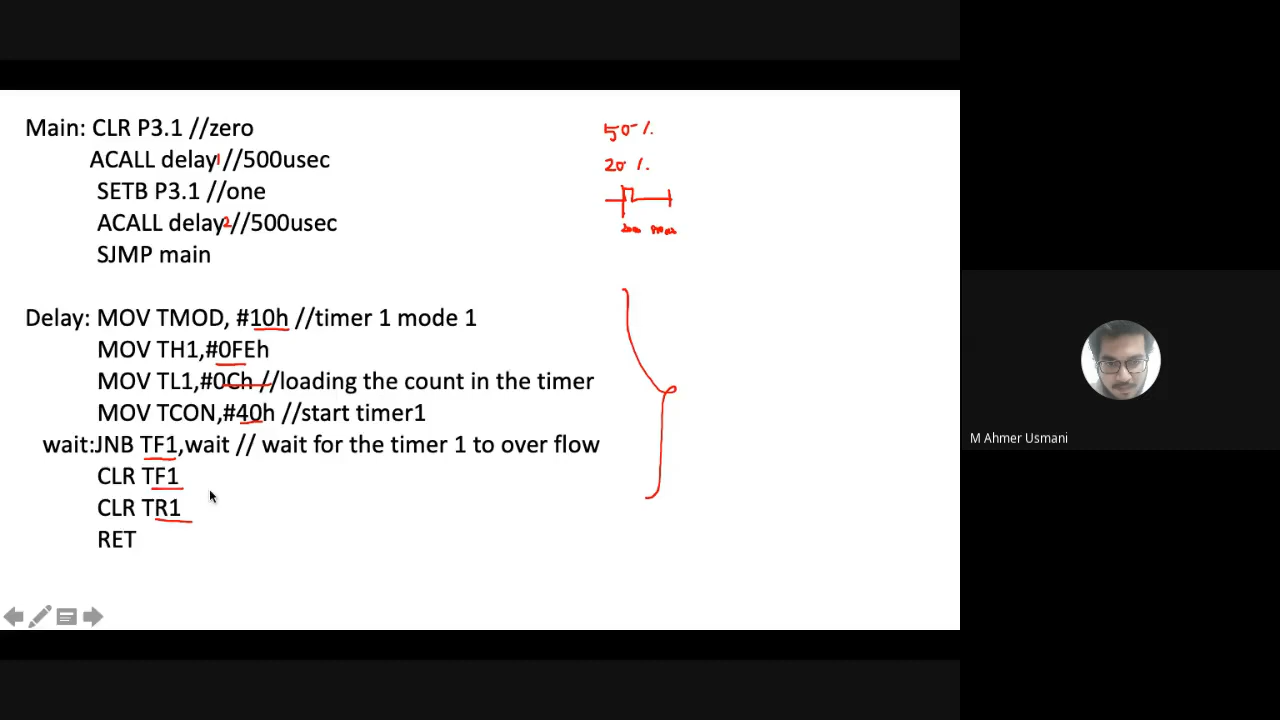 Main: CLR P3.1 //zero
ACALL delay1 //500usec
SETB P3.1 //one
ACALL delay2 //500usec
SJMP main
50%
20%
Delay: MOV TMOD, #10h //timer 1 mode 1
MOV TH1,#0FEh
MOV TL1,#0Ch //loading the count in the timer
MOV TCON,#40h //start timer1
wait:JNB TF1,wait // wait for the timer 1 to over flow
CLR TF1
CLR TR1
RET
M Ahmer Usmani